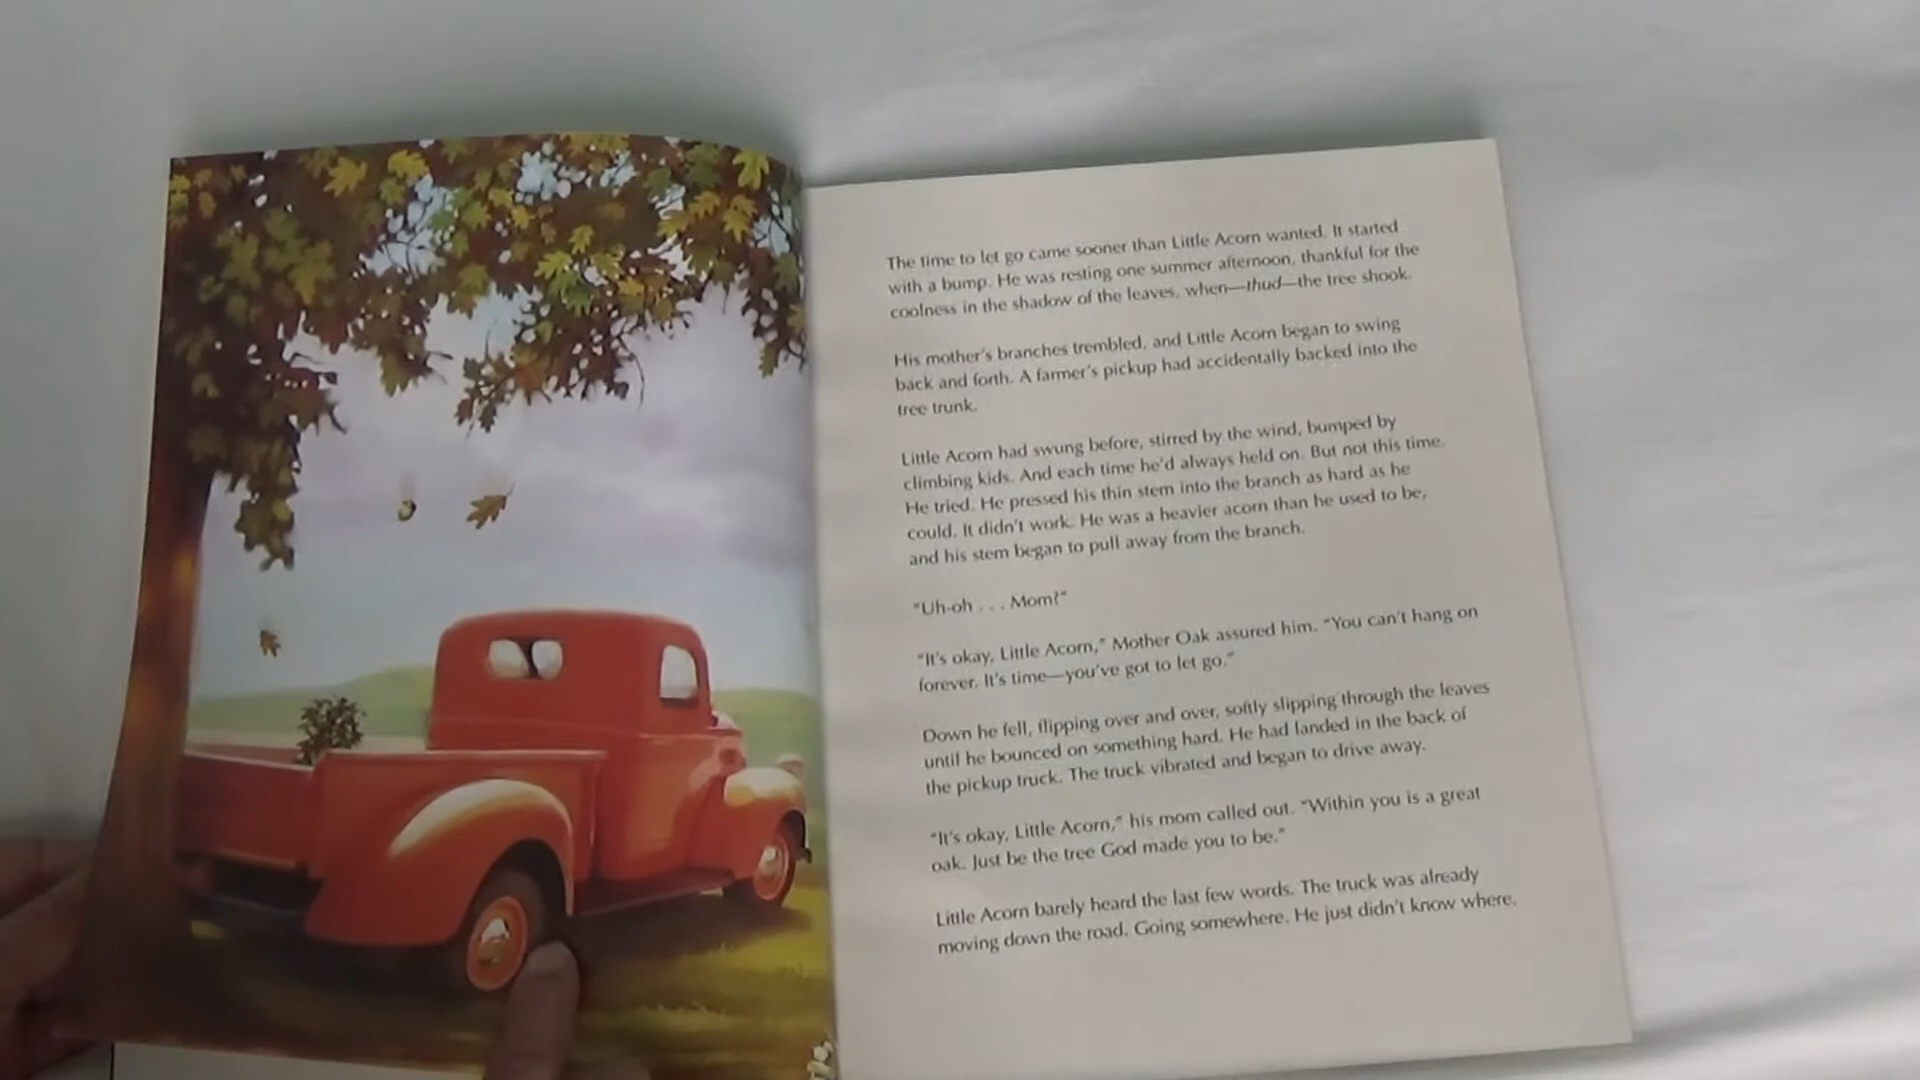 The time to let go came sooner than Little Acorn wanted. It started
with a bump. He was resting one summer afternoon, thankful for the
coolness in the shadow of the leaves, when—thud—the tree shook.
His mother's branches trembled, and Little Acorn began to swing
back and forth. A farmer's pickup had accidentally backed into the
tree trunk.
Little Acorn had swung before, stirred by the wind, bumped by
climbing kids. And each time he'd always held on. But not this time.
He tried. He pressed his thin stem into the branch as hard as he
could. It didn't work. He was a heavier acorn than he used to be,
and his stem began to pull away from the branch.
"Uh-oh . . . Mom?"
"It's okay, Little Acorn," Mother Oak assured him. "You can't hang on
forever. It's time—you've got to let go."
Down he fell, flipping over and over, softly slipping through the leaves
until he bounced on something hard. He had landed in the back of
the pickup truck. The truck vibrated and began to drive away.
"It's okay, Little Acorn," his mom called out. "Within you is a great
oak. Just be the tree God made you to be."
Little Acorn barely heard the last few words. The truck was already
moving down the road. Going somewhere. He just didn't know where.